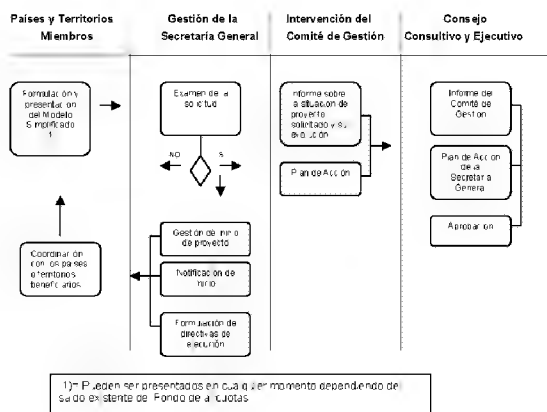 Países y Territorios
Miembros
Gestión de la
Secretaría General
Intervención del
Comité de Gestión
Consejo
Consultivo y Ejecutivo
Formulación y
presentación
del Modelo
Simplificado
1
Examen de la
solicitud
NO
S
Informe sobre
la situación de
proyecto
solicitado y su
evolución
Plan de Acción
Informe del
Comité de
Gestión
Plan de Acción
de la
Secretaría
General
Aprobación
Coordinación
con los países
o territorios
beneficiarios
Gestión de inicio
de proyecto
Notificación de
inicio
Formulación de
directivas de
ejecución
1)= Pueden ser presentados en cualquier momento dependiendo del
saldo existente del Fondo de alícuotas